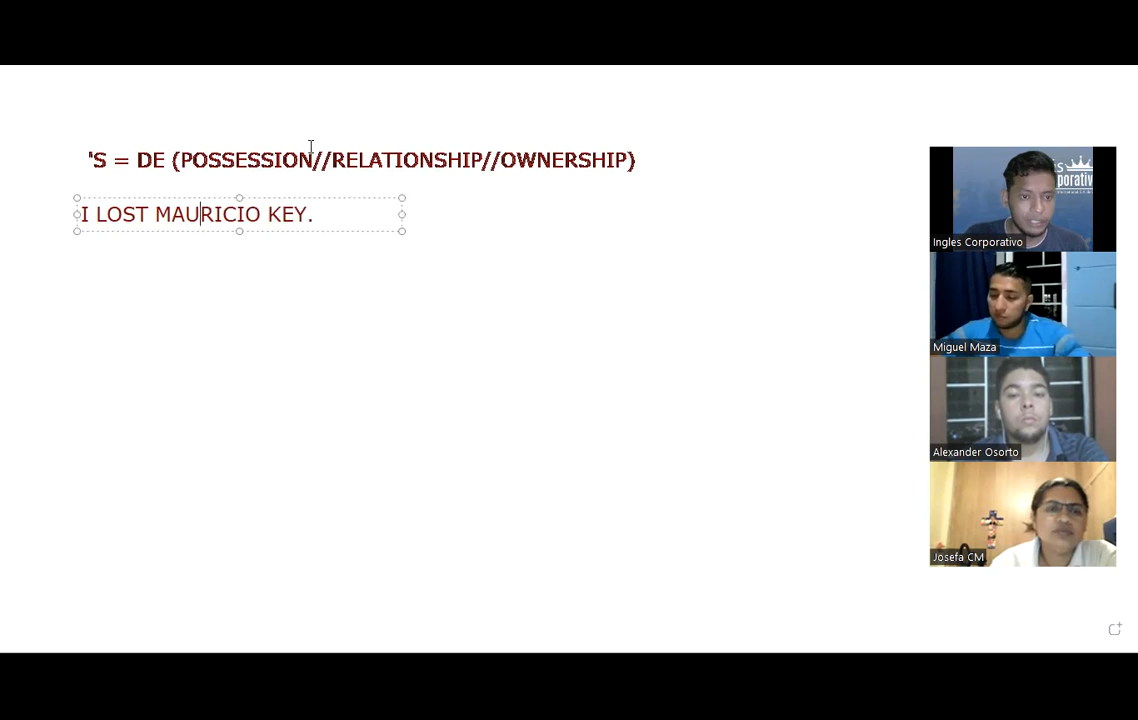 'S = DE (POSSESSION//RELATIONSHIP//OWNERSHIP)
I LOST MAURICIO KEY.
Ingles Corporativo
Miguel Maza
Alexander Osorto
Josefa CM